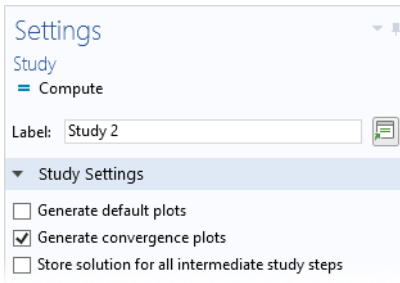 Settings
Study
= Compute
Label: Study 2
Study Settings
Generate default plots
Generate convergence plots
Store solution for all intermediate study steps